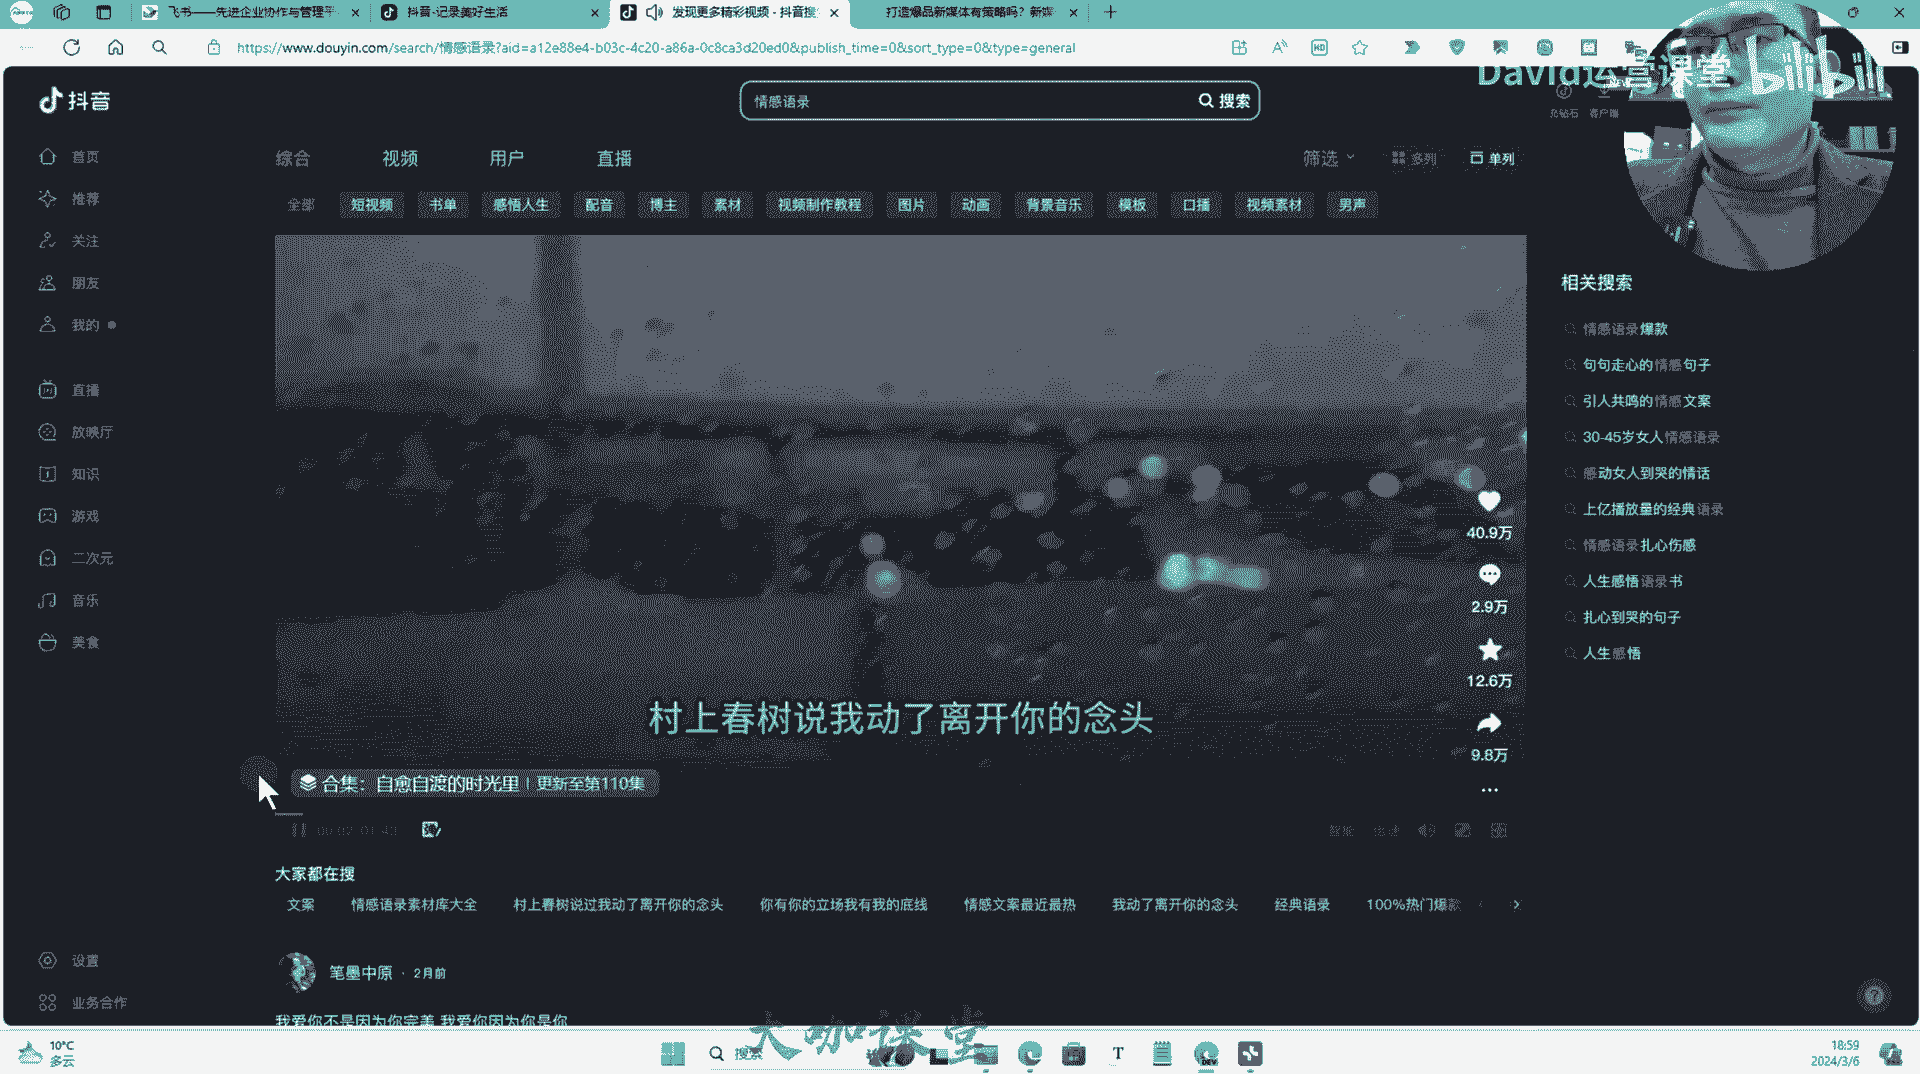 飞书——先进企业协作与管理平
抖音-记录美好生活
发现更多精彩视频 - 抖音搜
打造爆品新媒体有策略吗？新媒
https://www.douyin.com/search/情感语录?aid=a12e88e4-b03c-4c20-a86a-0c8ca3d20ed0&publish_time=0&sort_type=0&type=general
David运营课堂
bilibili
抖音
情感语录
搜索
充钻石
客户端
首页
推荐
关注
朋友
我的
直播
放映厅
知识
游戏
二次元
音乐
美食
设置
业务合作
综合
视频
用户
直播
筛选
多列
单列
全部
短视频
书单
感悟人生
配音
博主
素材
视频制作教程
图片
动画
背景音乐
模板
口播
视频素材
男声
40.9万
2.9万
12.6万
9.8万
村上春树说我动了离开你的念头
合集：自愈自渡的时光里 | 更新至第110集
相关搜索
情感语录爆款
句句走心的情感句子
引人共鸣的情感文案
30-45岁女人情感语录
感动女人到哭的情话
上亿播放量的经典语录
情感语录扎心伤感
人生感悟语录书
扎心到哭的句子
人生感悟
大家都在搜
文案
情感语录素材库大全
村上春树说过我动了离开你的念头
你有你的立场我有我的底线
情感文案最近最热
我动了离开你的念头
经典语录
100%热门爆款
笔墨中原 · 2月前
我爱你不是因为你完美 我爱你因为你是你
大咖课堂
10°C
多云
搜索
18:59
2024/3/6